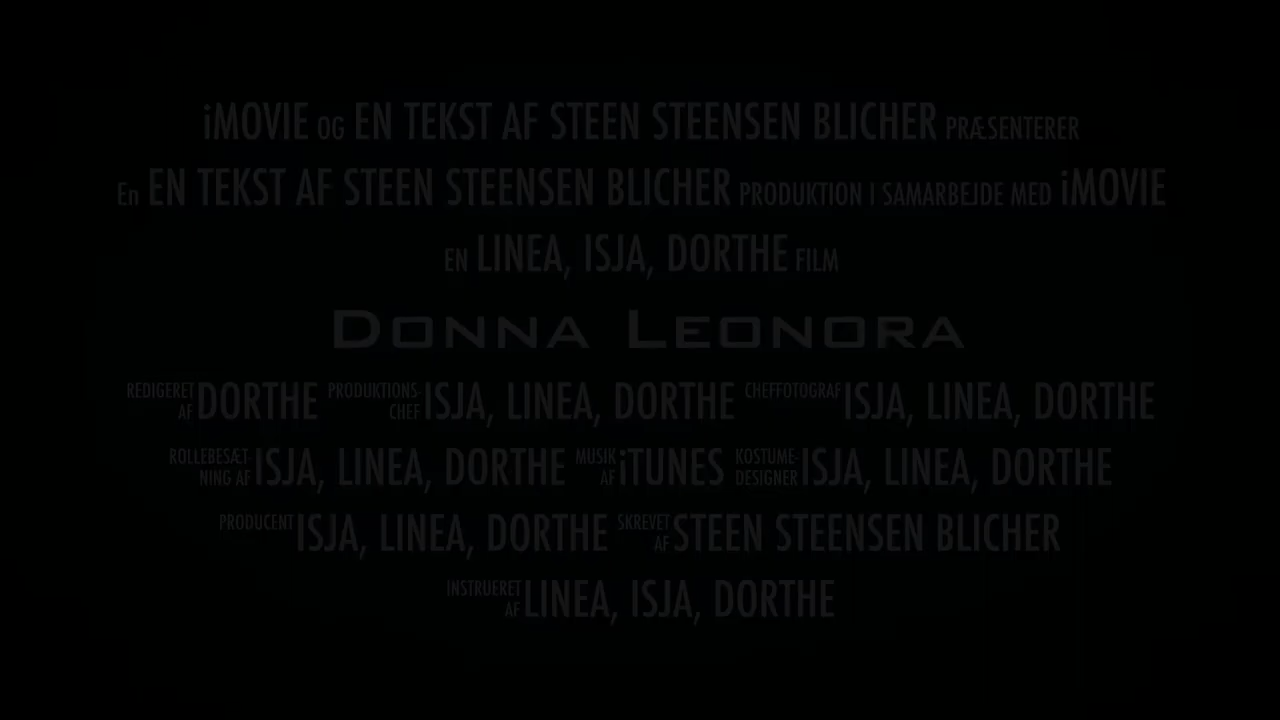 iMOVIE OG EN TEKST AF STEEN STEENSEN BLICHER PRÆSENTERER
En EN TEKST AF STEEN STEENSEN BLICHER PRODUKTION I SAMARBEJDE MED iMOVIE
EN LINEA, ISJA, DORTHE FILM
DONNA LEONORA
REDIGERET AF DORTHE PRODUKTIONS-CHEF ISJA, LINEA, DORTHE CHEFFOTOGRAF ISJA, LINEA, DORTHE
ROLLEBESÆT-NING AF ISJA, LINEA, DORTHE MUSIK AF iTUNES KOSTUME-DESIGNER ISJA, LINEA, DORTHE
PRODUCENT ISJA, LINEA, DORTHE SKREVET AF STEEN STEENSEN BLICHER
INSTRUERET AF LINEA, ISJA, DORTHE